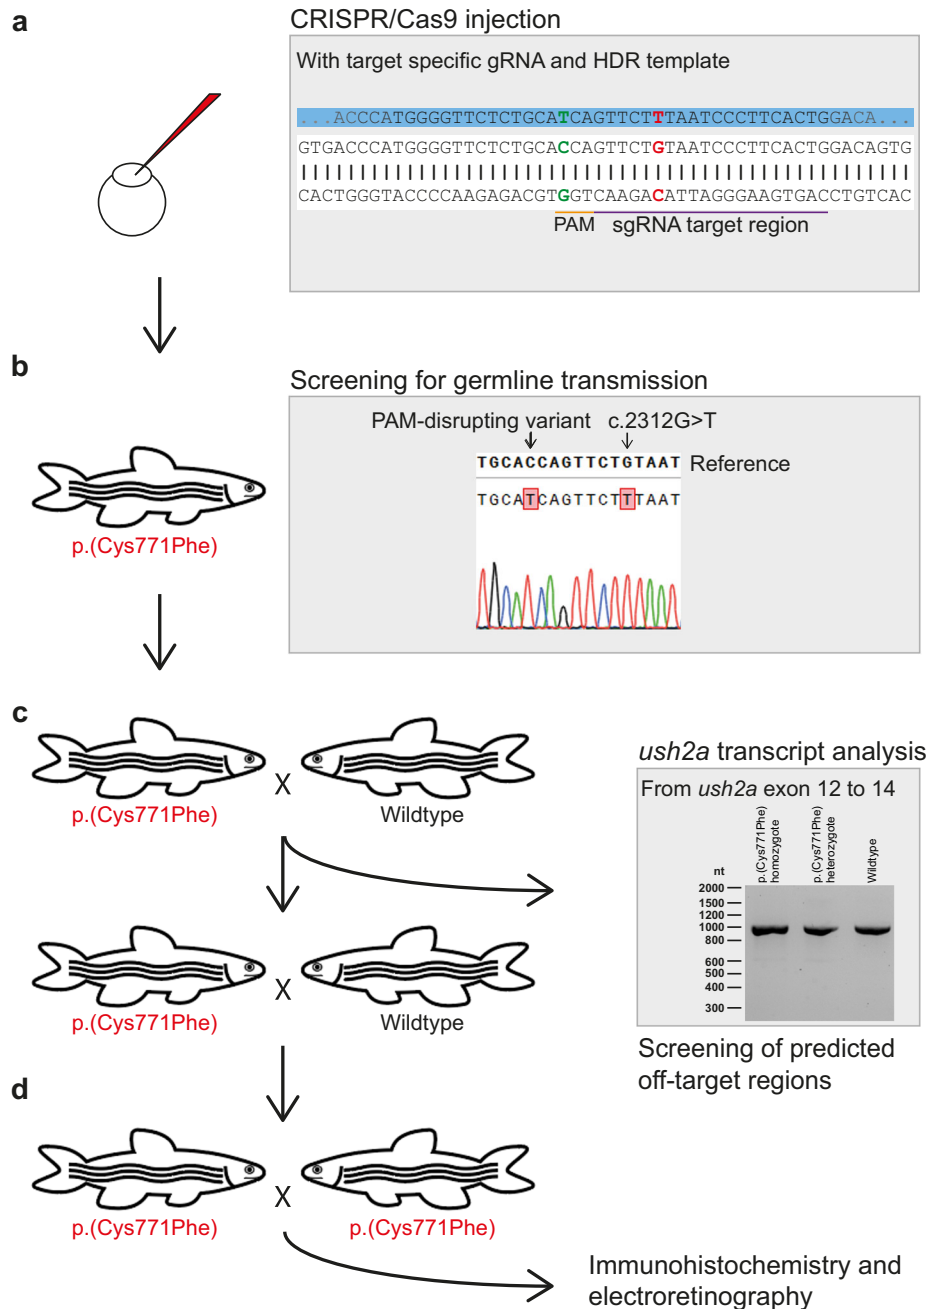 a
CRISPR/Cas9 injection
With target specific gRNA and HDR template
...ACCCATGGGGTTCTCTGCATCAGTTCTTTAATCCCTTCACTGGACA...
GTGACCCATGGGGTTCTCTGCACCAGTTCTGTAATCCCTTCACTGGACAGTG
CACTGGGTACCCCAAGAGACGTGGTCAAGACATTAGGGAAGTGACCTGTCAC
PAM
sgRNA target region
b
Screening for germline transmission
PAM-disrupting variant
c.2312G>T
TGCACCAGTTCTGTAAT
Reference
TGCATCAGTTCTTTAAT
p.(Cys771Phe)
c
p.(Cys771Phe)
X
Wildtype
ush2a transcript analysis
From ush2a exon 12 to 14
p.(Cys771Phe)
homozygote
p.(Cys771Phe)
heterozygote
Wildtype
nt
2000
1500
1200
1000
800
600
500
400
300
p.(Cys771Phe)
X
Wildtype
Screening of predicted
off-target regions
d
p.(Cys771Phe)
X
p.(Cys771Phe)
Immunohistochemistry and
electroretinography